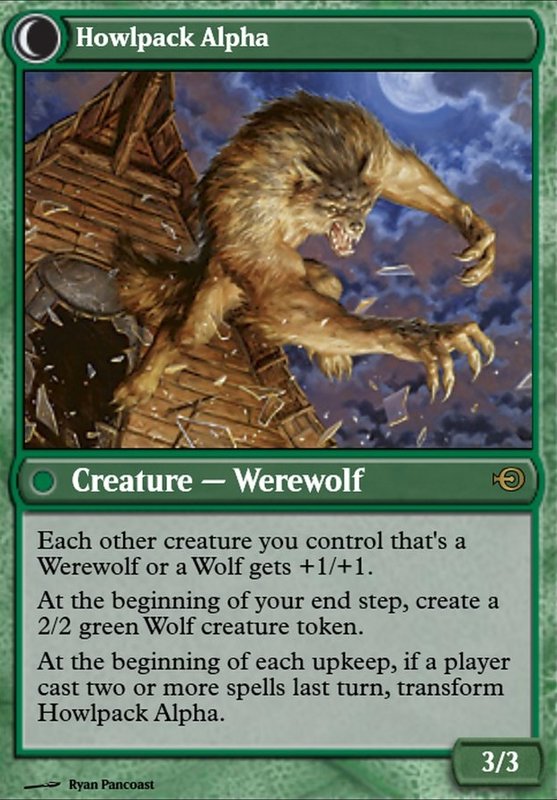 Howlpack Alpha
Creature — Werewolf
Each other creature you control that's a
Werewolf or a Wolf gets +1/+1.
At the beginning of your end step, create a
2/2 green Wolf creature token.
At the beginning of each upkeep, if a player
cast two or more spells last turn, transform
Howlpack Alpha.
3/3
Ryan Pancoast